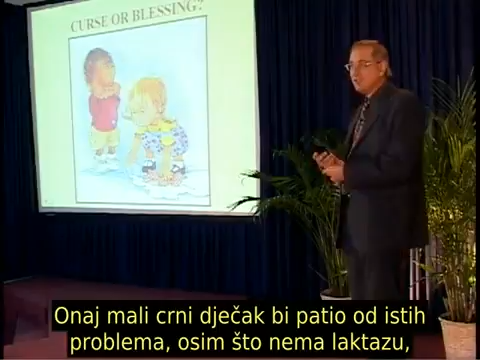 CURSE OR BLESSING?
Onaj mali crni dječak bi patio od istih
problema, osim što nema laktazu,